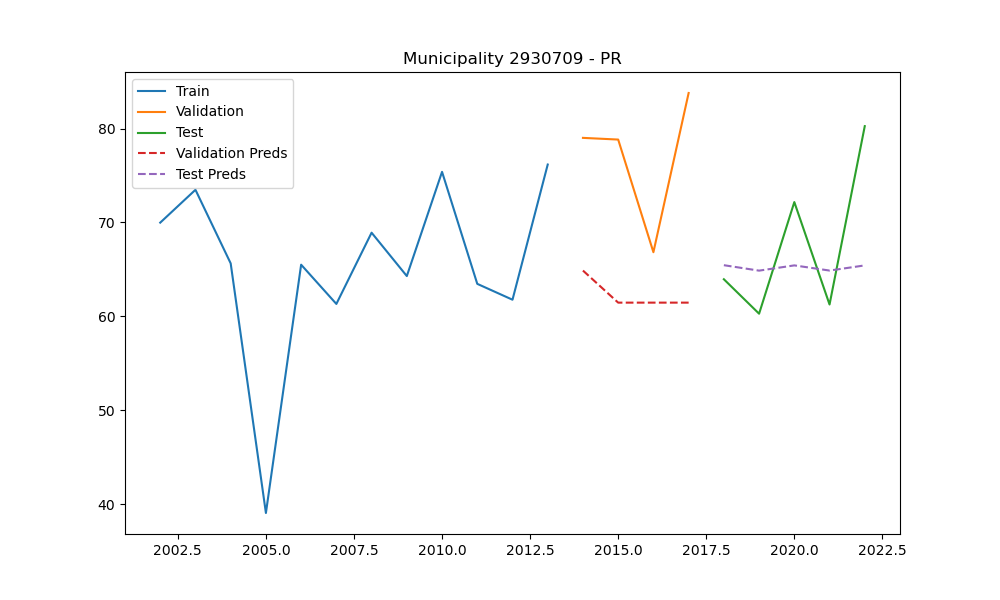 Municipality 2930709 - PR
Train
Validation
Test
Validation Preds
Test Preds
80
70
60
50
40
2002.5 2005.0 2007.5 2010.0 2012.5 2015.0 2017.5 2020.0 2022.5